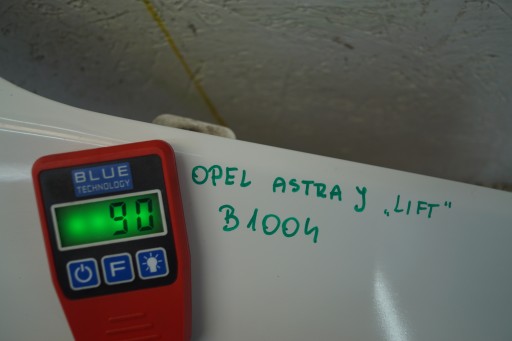 BLUE
TECHNOLOGY
90
F
OPEL ASTRA Y „LIFT"
B1004